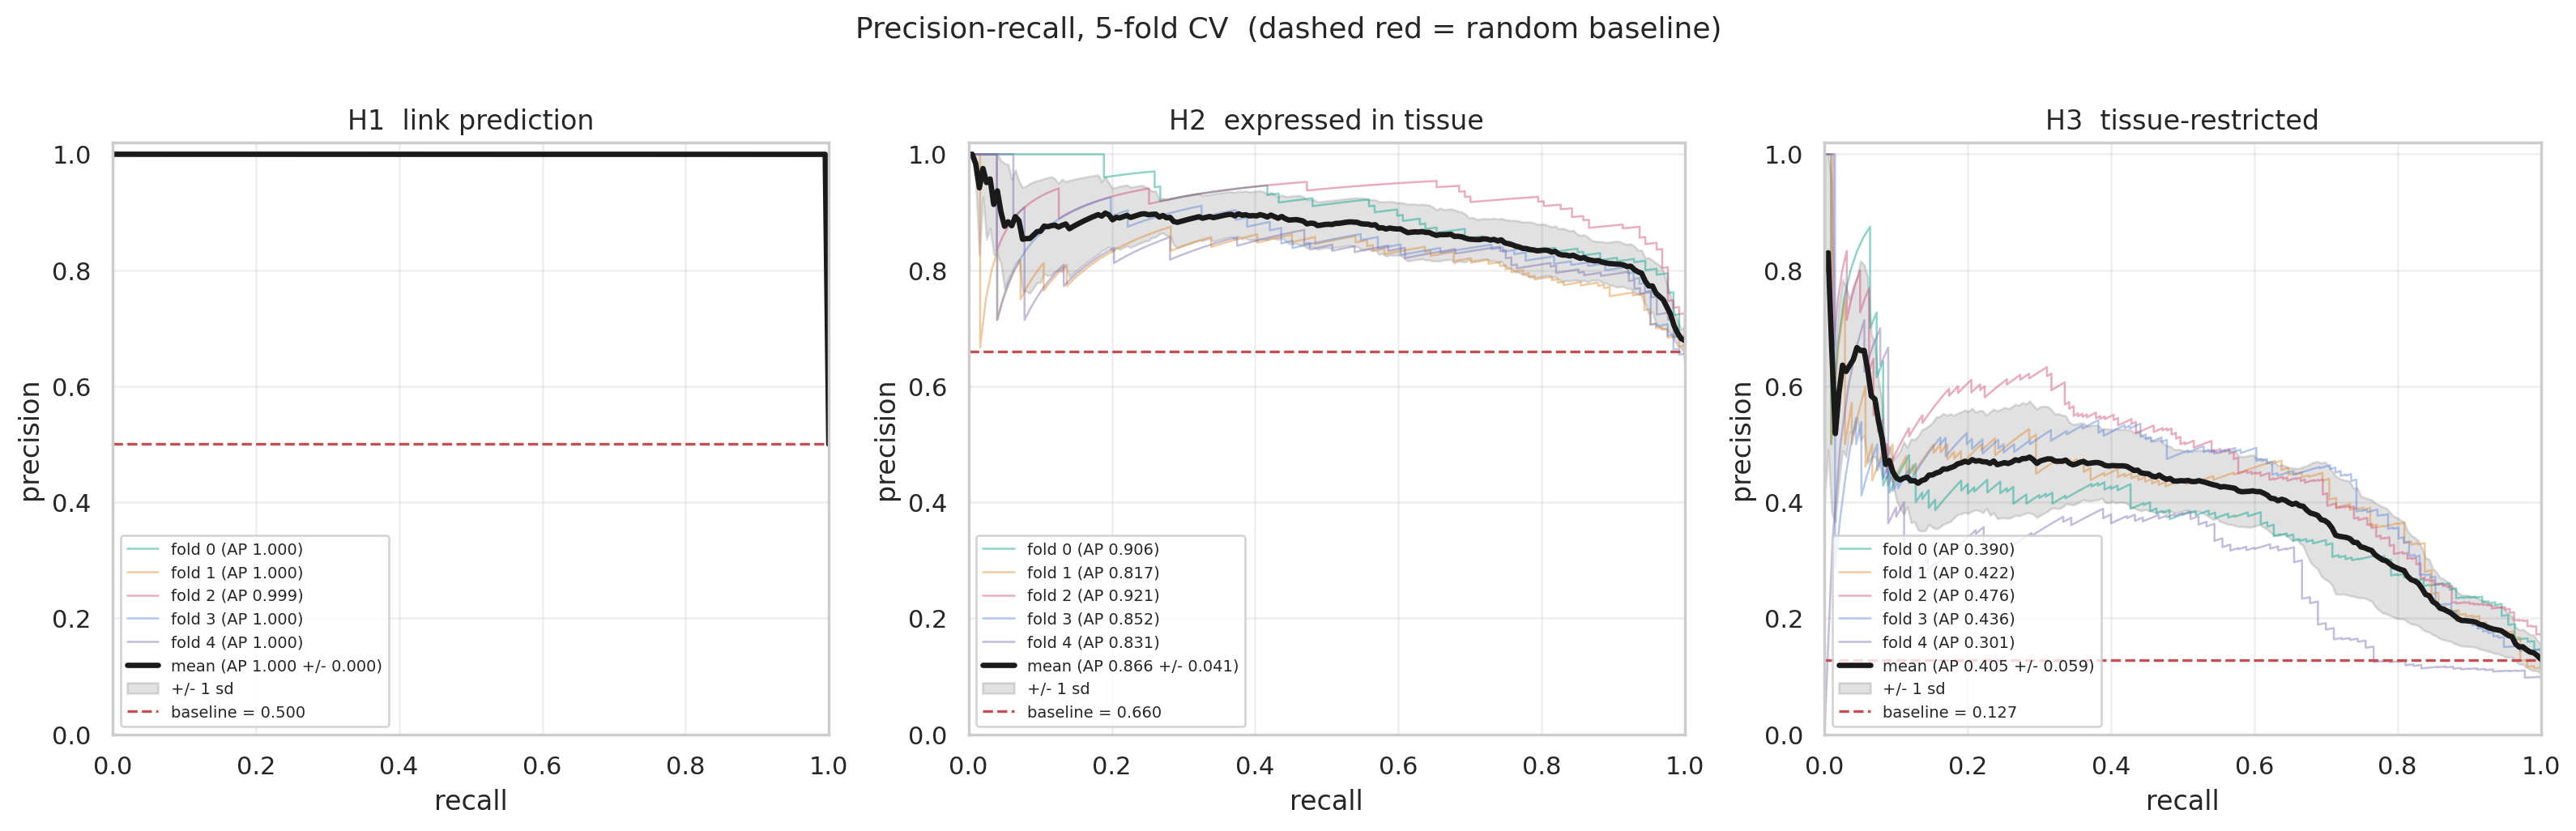 Precision-recall, 5-fold CV  (dashed red = random baseline)
H1  link prediction
precision
1.0
0.8
0.6
0.4
0.2
0.0
fold 0 (AP 1.000)
fold 1 (AP 1.000)
fold 2 (AP 0.999)
fold 3 (AP 1.000)
fold 4 (AP 1.000)
mean (AP 1.000 +/- 0.000)
+/- 1 sd
baseline = 0.500
0.0 0.2 0.4 0.6 0.8 1.0
recall
H2  expressed in tissue
precision
1.0
0.8
0.6
0.4
0.2
0.0
fold 0 (AP 0.906)
fold 1 (AP 0.817)
fold 2 (AP 0.921)
fold 3 (AP 0.852)
fold 4 (AP 0.831)
mean (AP 0.866 +/- 0.041)
+/- 1 sd
baseline = 0.660
0.0 0.2 0.4 0.6 0.8 1.0
recall
H3  tissue-restricted
precision
1.0
0.8
0.6
0.4
0.2
0.0
fold 0 (AP 0.390)
fold 1 (AP 0.422)
fold 2 (AP 0.476)
fold 3 (AP 0.436)
fold 4 (AP 0.301)
mean (AP 0.405 +/- 0.059)
+/- 1 sd
baseline = 0.127
0.0 0.2 0.4 0.6 0.8 1.0
recall